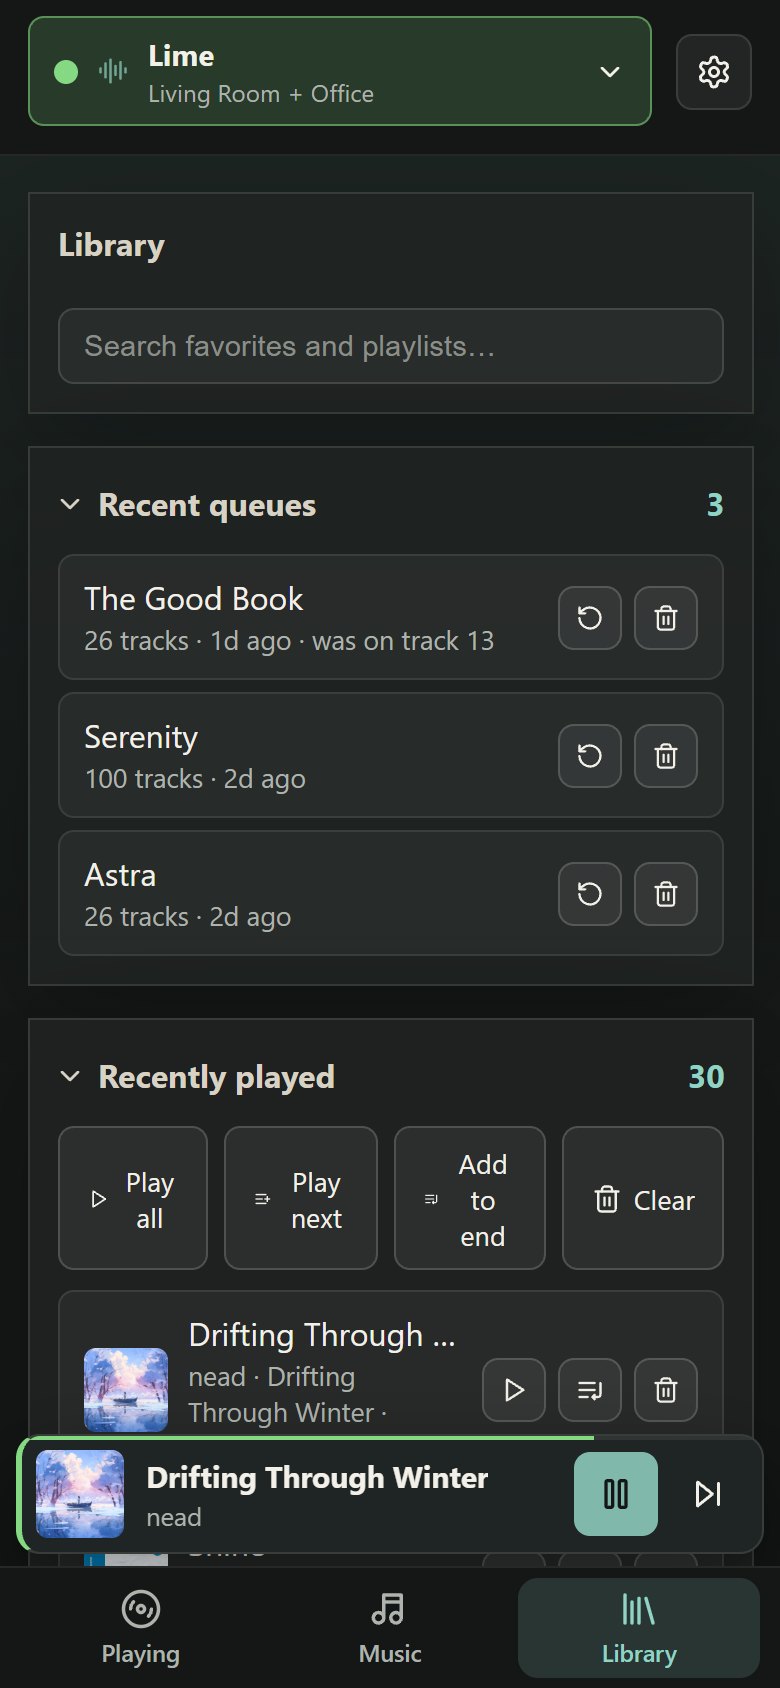 Lime
Living Room + Office
Library
Search favorites and playlists…
Recent queues
3
The Good Book
26 tracks · 1d ago · was on track 13
Serenity
100 tracks · 2d ago
Astra
26 tracks · 2d ago
Recently played
30
Play
all
Play
next
Add
to
end
Clear
Drifting Through ...
nead · Drifting
Through Winter ·
Drifting Through Winter
nead
Playing
Music
Library